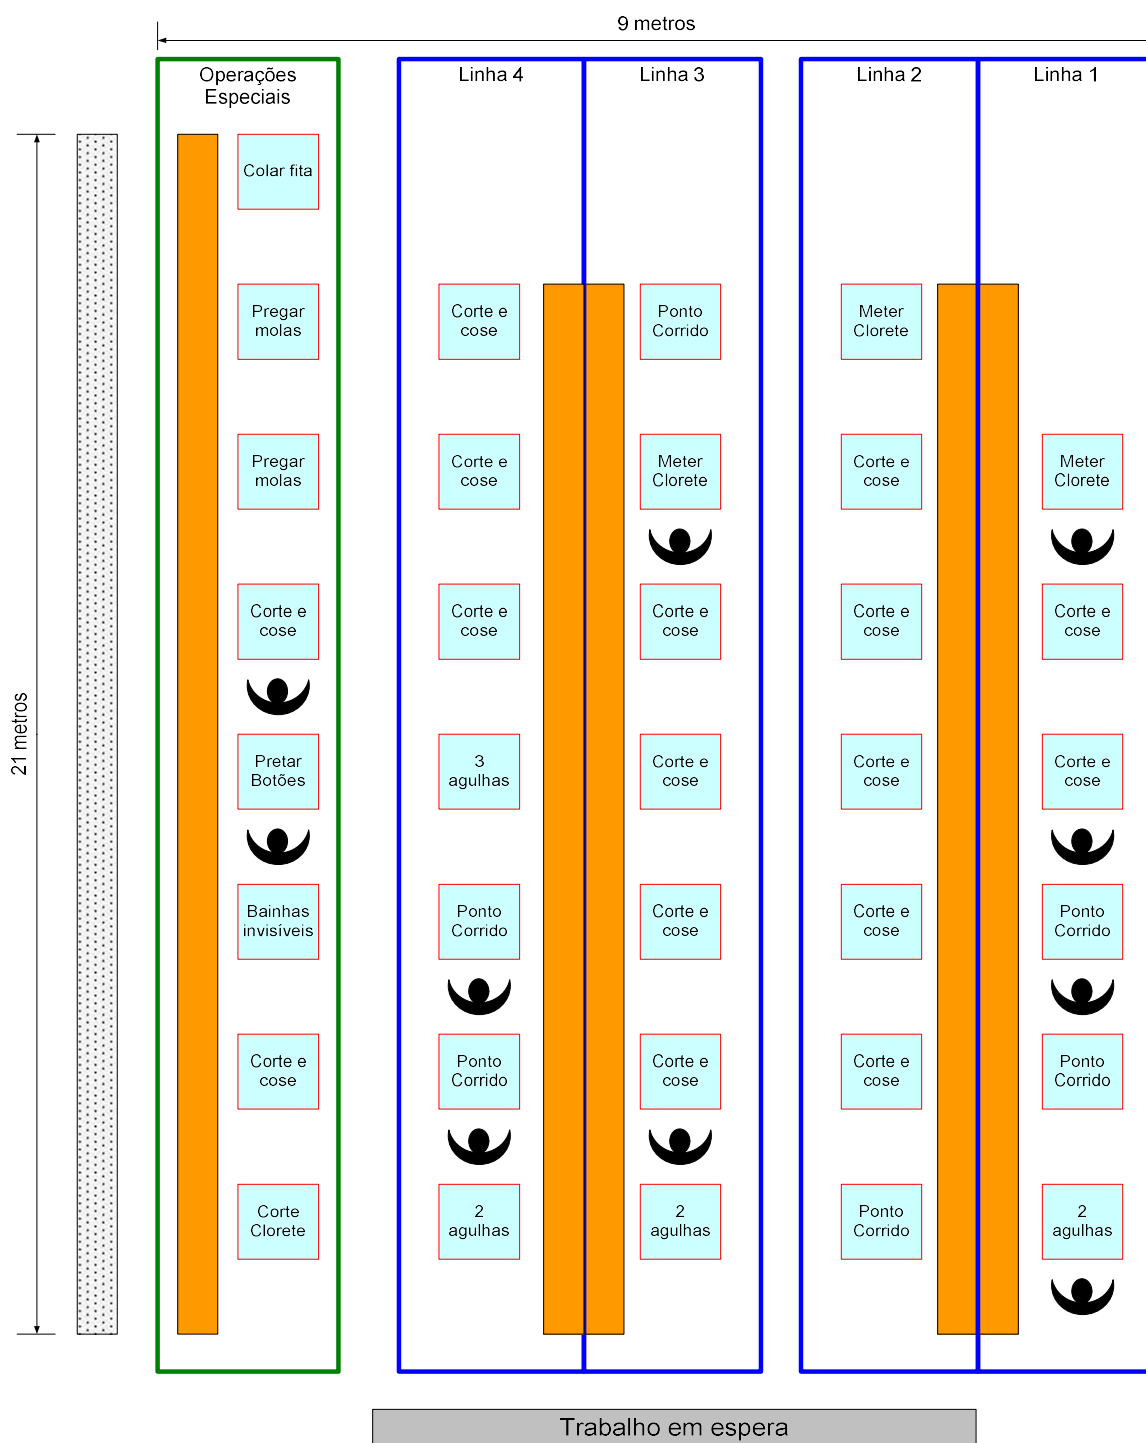 9 metros
Operações
Especiais
Linha 4
Linha 3
Linha 2
Linha 1
21 metros
Colar fita
Pregar
molas
Pregar
molas
Corte e
cose
Pretar
Botões
Bainhas
invisíveis
Corte e
cose
Corte
Clorete
Corte e
cose
Corte e
cose
Corte e
cose
3
agulhas
Ponto
Corrido
Ponto
Corrido
2
agulhas
Ponto
Corrido
Meter
Clorete
Corte e
cose
Corte e
cose
Corte e
cose
Corte e
cose
2
agulhas
Meter
Clorete
Corte e
cose
Corte e
cose
Corte e
cose
Corte e
cose
Corte e
cose
Ponto
Corrido
Meter
Clorete
Corte e
cose
Corte e
cose
Ponto
Corrido
Ponto
Corrido
2
agulhas
Trabalho em espera